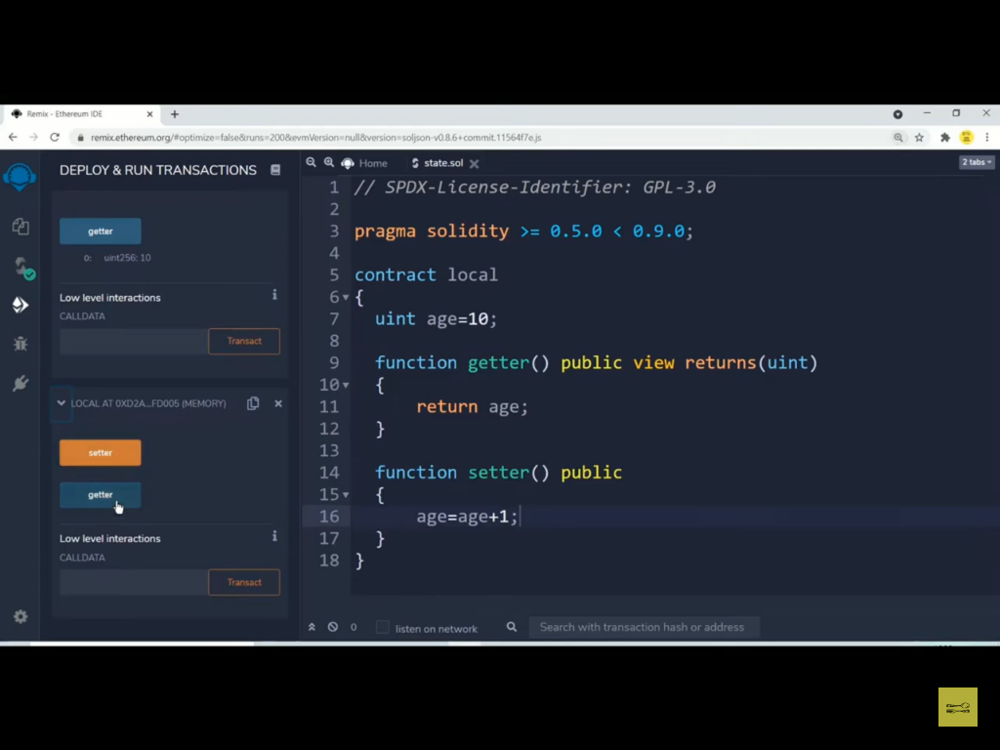 Remix - Ethereum IDE
remix.ethereum.org/#optimize=false&runs=200&evmVersion=null&version=soljson-v0.8.6+commit.11564f7e.js
DEPLOY & RUN TRANSACTIONS
Home
state.sol
2 tabs
getter
0: uint256: 10
Low level interactions
CALLDATA
Transact
LOCAL AT 0XD2A...FD005 (MEMORY)
setter
getter
Low level interactions
CALLDATA
Transact
1 // SPDX-License-Identifier: GPL-3.0
2
3 pragma solidity >= 0.5.0 < 0.9.0;
4
5 contract local
6 {
7 uint age=10;
8
9 function getter() public view returns(uint)
10 {
11 return age;
12 }
13
14 function setter() public
15 {
16 age=age+1;
17 }
18 }
0 listen on network Search with transaction hash or address